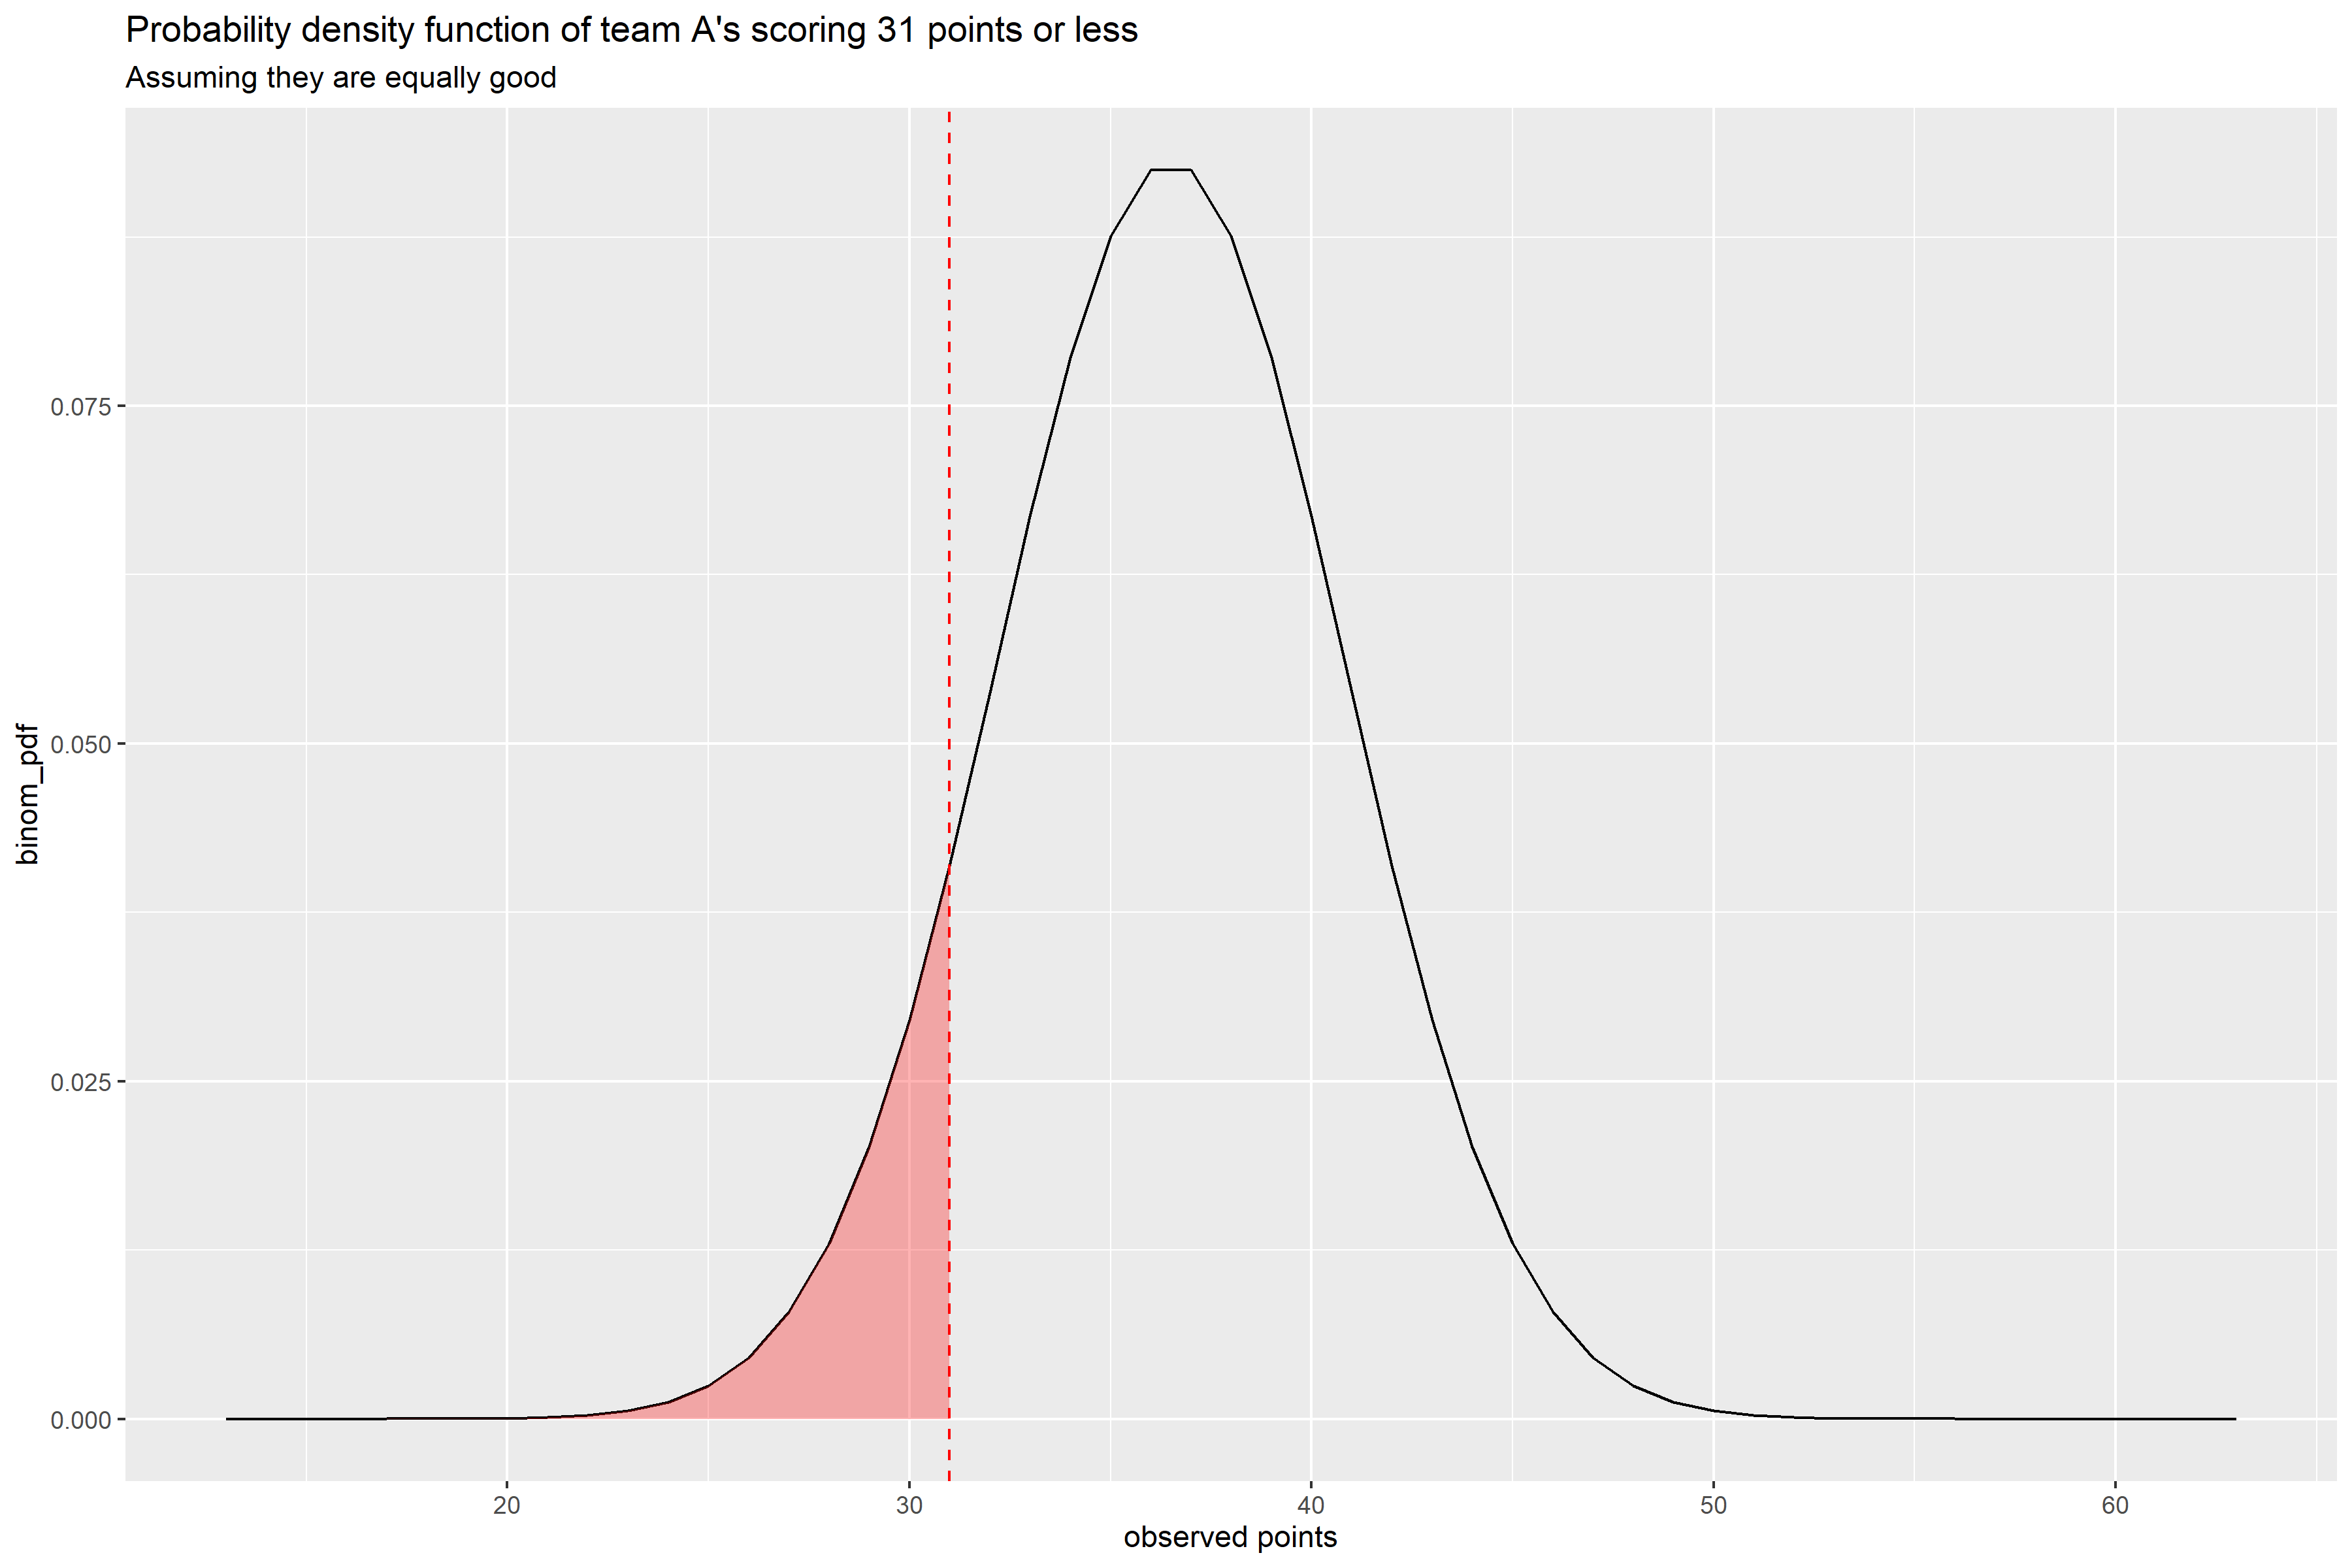 Probability density function of team A's scoring 31 points or less
Assuming they are equally good
binom_pdf
0.075
0.050
0.025
0.000
20
30
40
50
60
observed points